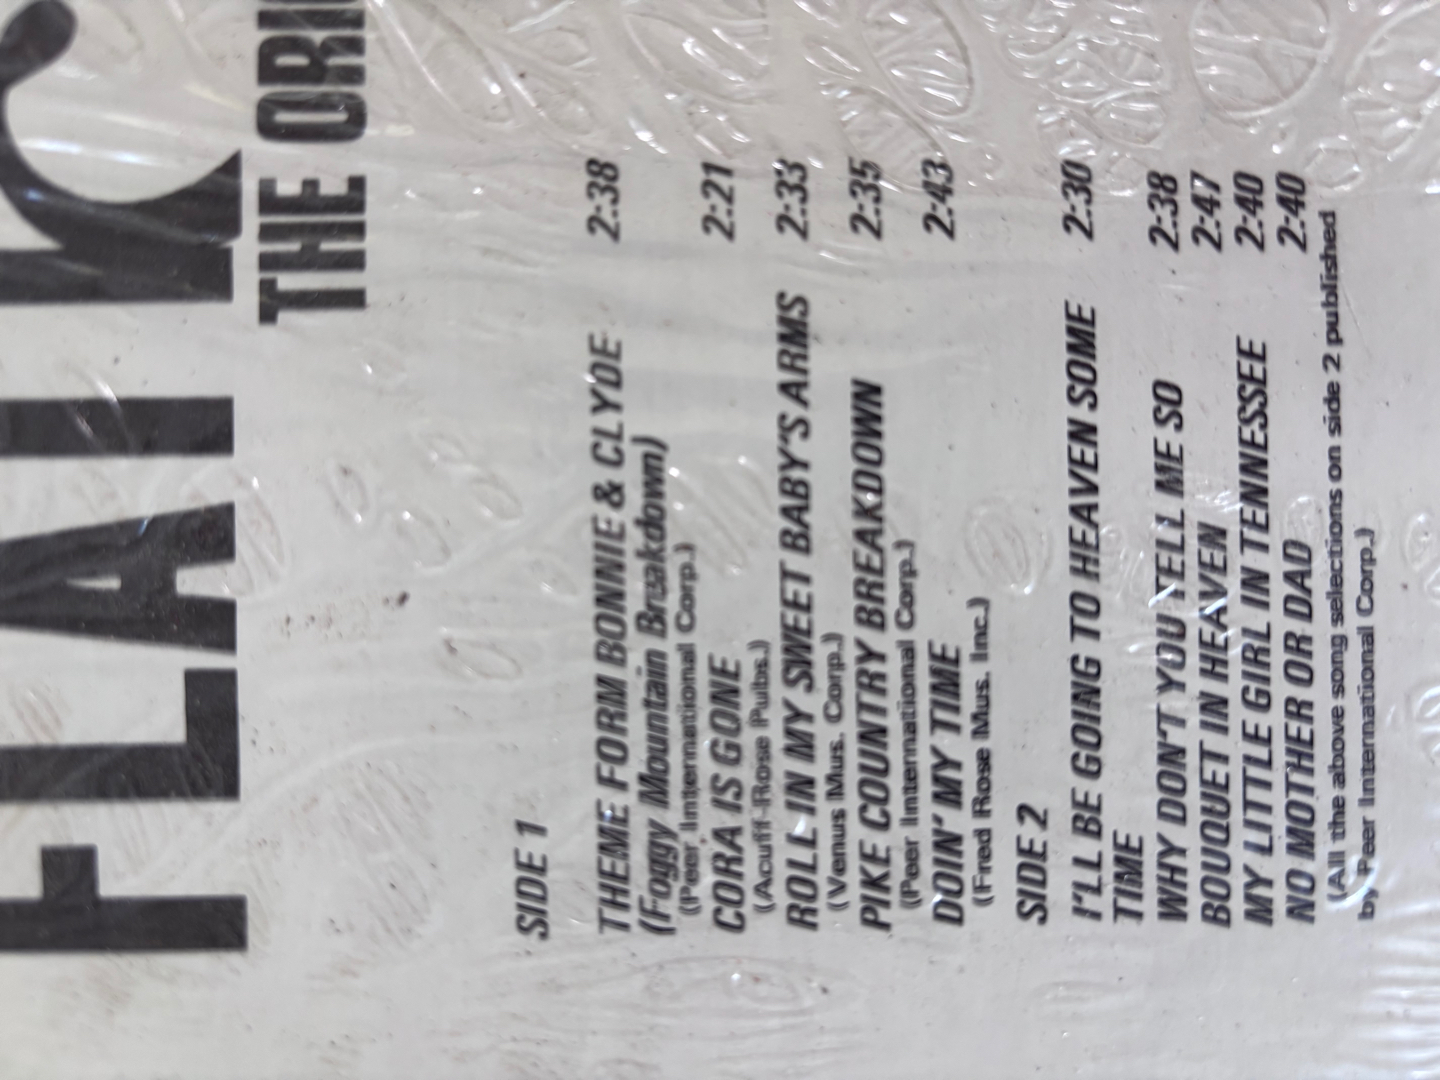 FLATT
THE ORIG
SIDE 1
THEME FORM BONNIE & CLYDE 2:38
(Foggy Mountain Breakdown)
(Peer International Corp.)
CORA IS GONE 2:21
(Acuff-Rose Pulbs.)
ROLL IN MY SWEET BABY'S ARMS 2:33
(Venus Mus. Corp.)
PIKE COUNTRY BREAKDOWN 2:35
(Peer International Corp.)
DOIN' MY TIME 2:43
(Fred Rose Mus. Inc.)
SIDE 2
I'LL BE GOING TO HEAVEN SOME 2:30
TIME
WHY DON'T YOU TELL ME SO 2:38
BOUQUET IN HEAVEN 2:47
MY LITTLE GIRL IN TENNESSEE 2:40
NO MOTHER OR DAD 2:40
(All the above song selections on side 2 published
by Peer International Corp.)